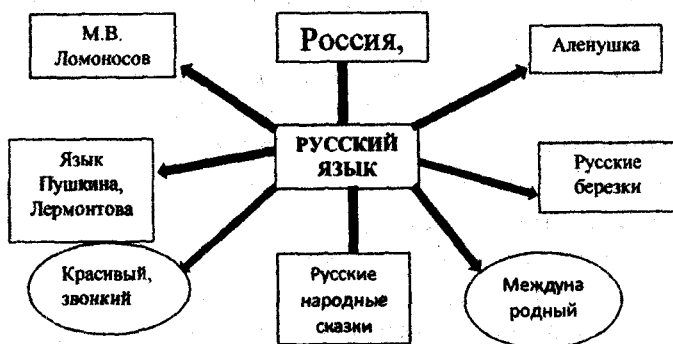 М.В.
Ломоносов
Россия,
Аленушка
РУССКИЙ
ЯЗЫК
Язык
Пушкина,
Лермонтова
Русские
березки
Красивый,
звонкий
Русские
народные
сказки
Междуна
родный